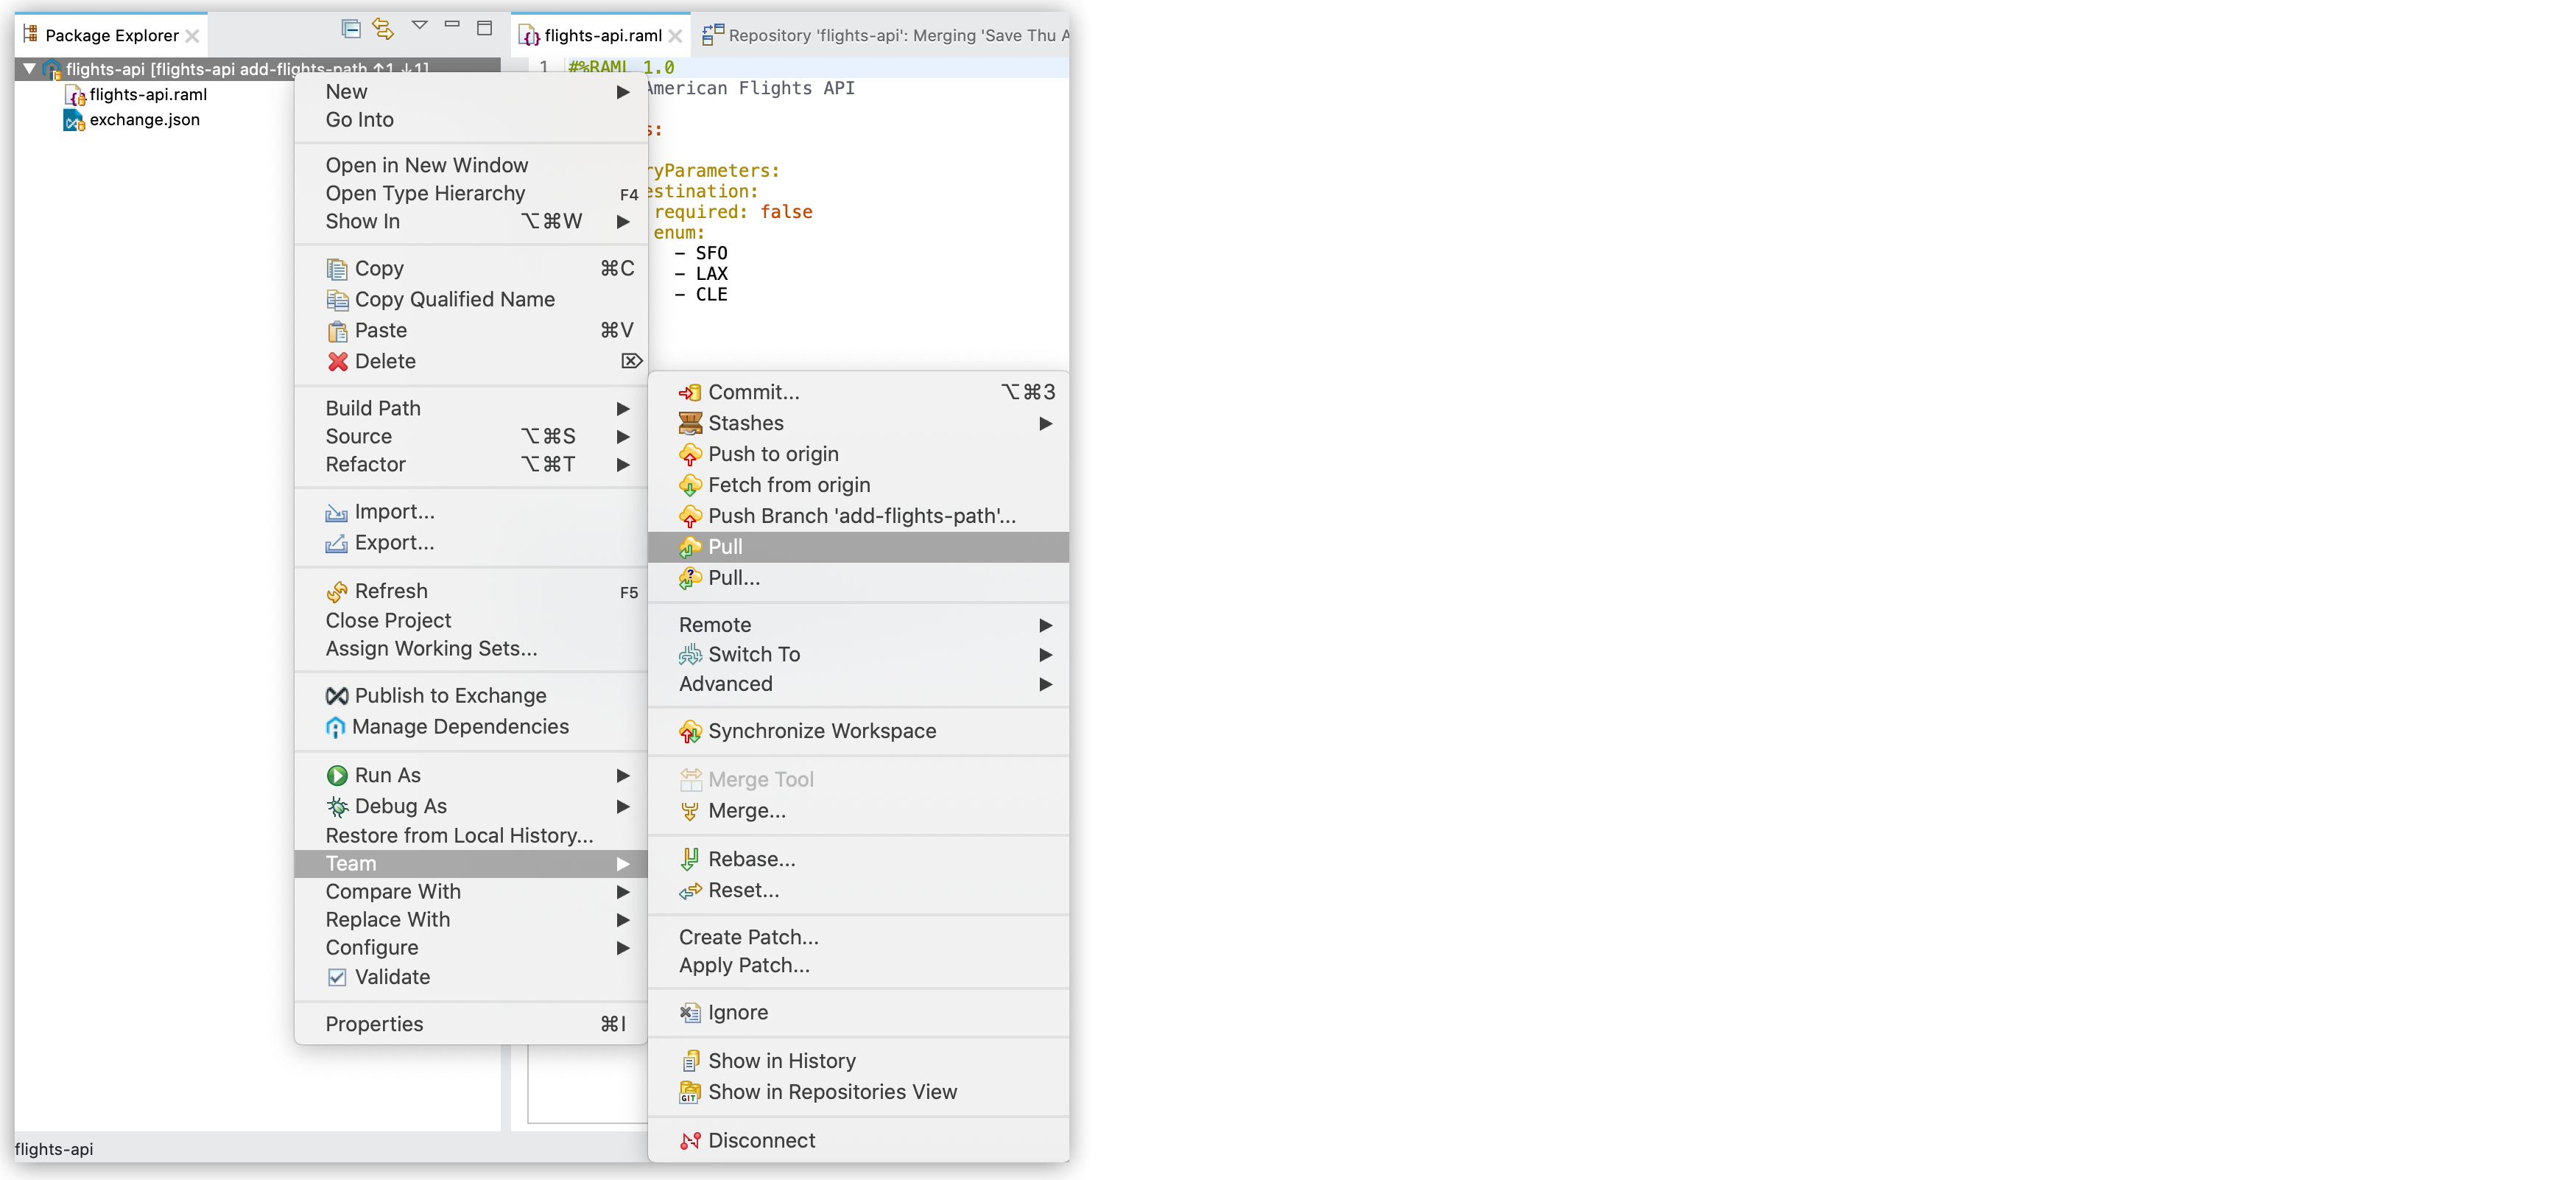 Package Explorer
flights-api.raml
Repository 'flights-api': Merging 'Save Thu A
flights-api [flights-api add-flights-path ↑1 ↓1]
flights-api.raml
exchange.json
1 #%RAML 1.0
American Flights API
s:
ryParameters:
estination:
required: false
enum:
- SFO
- LAX
- CLE
New
Go Into
Open in New Window
Open Type Hierarchy F4
Show In ⌥⌘W
Copy ⌘C
Copy Qualified Name
Paste ⌘V
Delete ⌦
Build Path
Source ⌥⌘S
Refactor ⌥⌘T
Import...
Export...
Refresh F5
Close Project
Assign Working Sets...
Publish to Exchange
Manage Dependencies
Run As
Debug As
Restore from Local History...
Team
Compare With
Replace With
Configure
Validate
Properties ⌘I
Commit... ⌥⌘3
Stashes
Push to origin
Fetch from origin
Push Branch 'add-flights-path'...
Pull
Pull...
Remote
Switch To
Advanced
Synchronize Workspace
Merge Tool
Merge...
Rebase...
Reset...
Create Patch...
Apply Patch...
Ignore
Show in History
GIT Show in Repositories View
Disconnect
flights-api